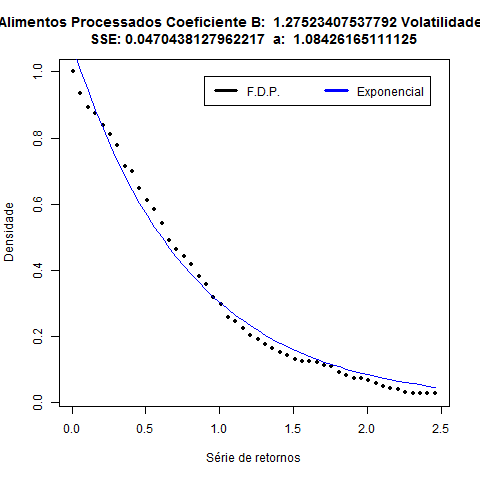 Alimentos Processados Coeficiente B:  1.27523407537792 Volatilidade
SSE: 0.0470438127962217  a:  1.08426165111125
F.D.P.
Exponencial
Densidade
1.0
0.8
0.6
0.4
0.2
0.0
0.0 0.5 1.0 1.5 2.0 2.5
Série de retornos